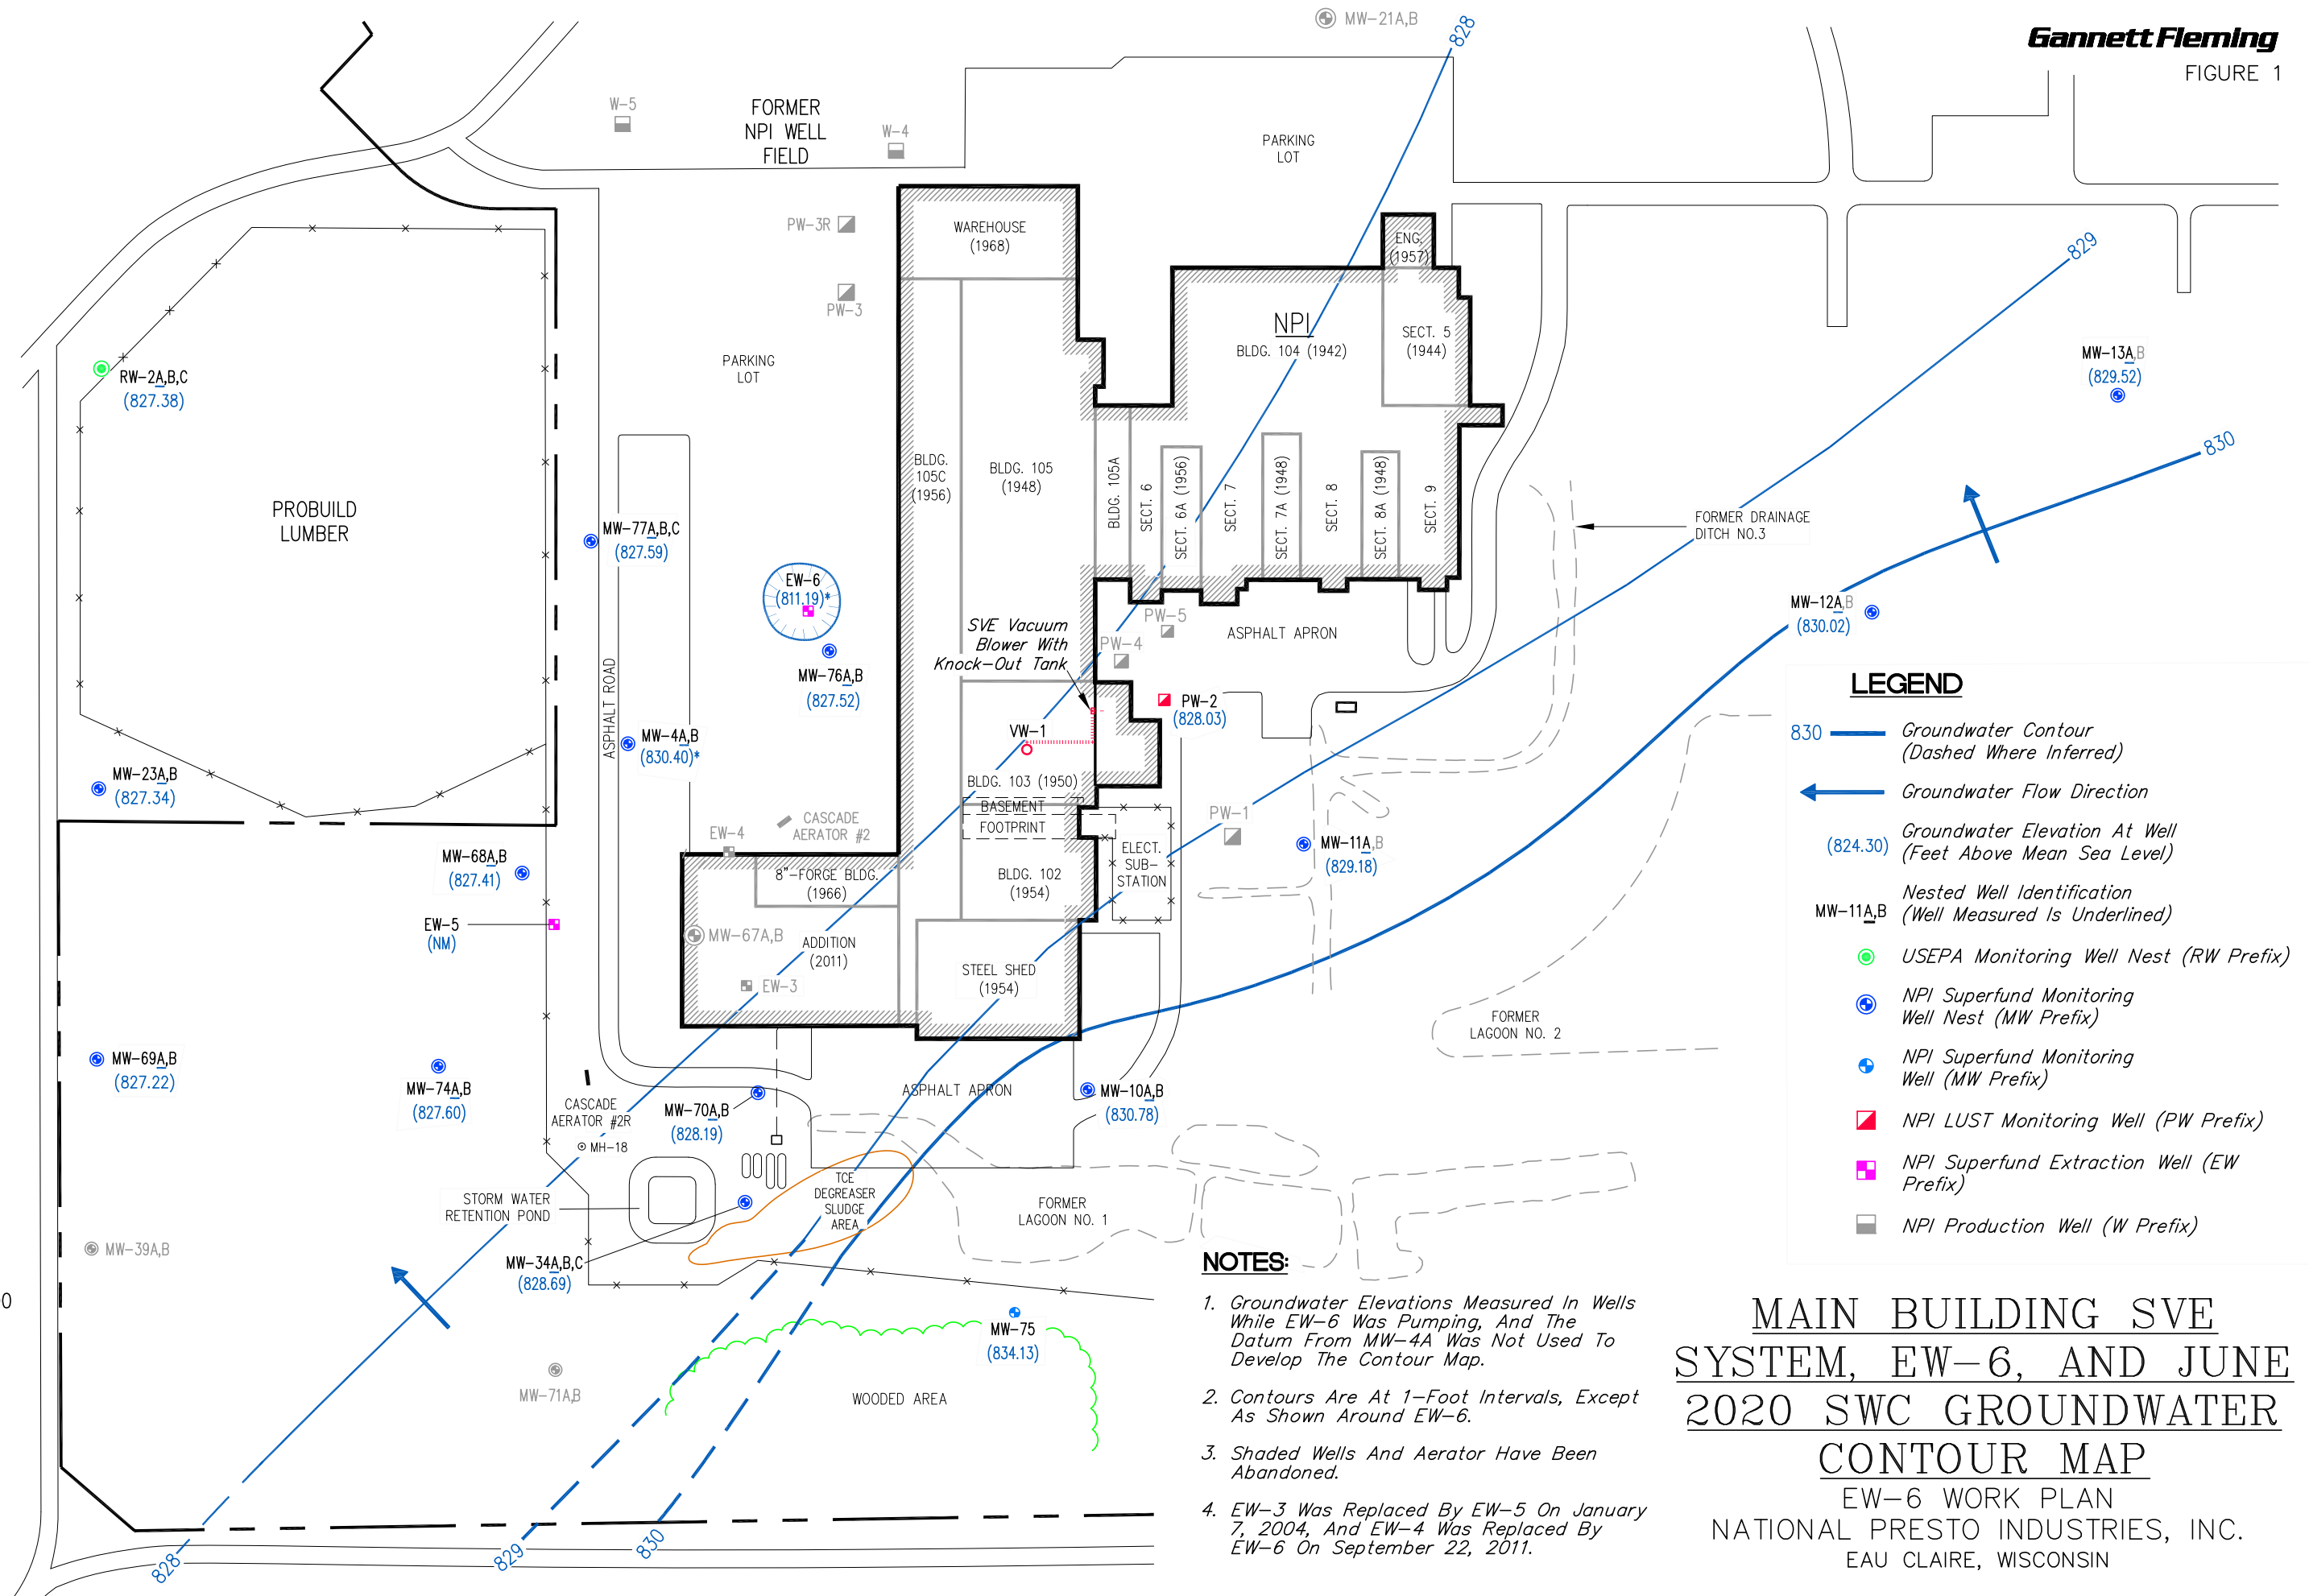 MW-21A,B
828
Gannett Fleming
FIGURE 1
W-5
FORMER
NPI WELL
FIELD
W-4
PARKING
LOT
PW-3R
WAREHOUSE
(1968)
ENG.
(1957)
829
PW-3
NPI
BLDG. 104 (1942)
SECT. 5
(1944)
MW-13A,B
(829.52)
RW-2A,B,C
(827.38)
PARKING
LOT
830
PROBUILD
LUMBER
BLDG.
105C
(1956)
BLDG. 105
(1948)
BLDG. 105A
SECT. 6
SECT. 6A (1956)
SECT. 7
SECT. 7A (1948)
SECT. 8
SECT. 8A (1948)
SECT. 9
FORMER DRAINAGE
DITCH NO.3
MW-77A,B,C
(827.59)
EW-6
(811.19)*
MW-12A,B
(830.02)
SVE Vacuum
Blower With
Knock-Out Tank
PW-5
PW-4
ASPHALT APRON
MW-76A,B
(827.52)
ASPHALT ROAD
PW-2
(828.03)
MW-4A,B
(830.40)*
VW-1
MW-23A,B
(827.34)
BLDG. 103 (1950)
BASEMENT
FOOTPRINT
CASCADE
AERATOR #2
EW-4
PW-1
MW-11A,B
(829.18)
ELECT.
SUB-
STATION
MW-68A,B
(827.41)
8"-FORGE BLDG.
(1966)
BLDG. 102
(1954)
EW-5
(NM)
MW-67A,B
ADDITION
(2011)
EW-3
STEEL SHED
(1954)
FORMER
LAGOON NO. 2
MW-69A,B
(827.22)
MW-74A,B
(827.60)
CASCADE
AERATOR #2R
MH-18
MW-70A,B
(828.19)
ASPHALT APRON
MW-10A,B
(830.78)
STORM WATER
RETENTION POND
TCE
DEGREASER
SLUDGE
AREA
FORMER
LAGOON NO. 1
MW-39A,B
MW-34A,B,C
(828.69)
0
MW-75
(834.13)
MW-71A,B
WOODED AREA
828
829
830
LEGEND
830
Groundwater Contour
(Dashed Where Inferred)
Groundwater Flow Direction
(824.30)
Groundwater Elevation At Well
(Feet Above Mean Sea Level)
MW-11A,B
Nested Well Identification
(Well Measured Is Underlined)
USEPA Monitoring Well Nest (RW Prefix)
NPI Superfund Monitoring
Well Nest (MW Prefix)
NPI Superfund Monitoring
Well (MW Prefix)
NPI LUST Monitoring Well (PW Prefix)
NPI Superfund Extraction Well (EW
Prefix)
NPI Production Well (W Prefix)
NOTES:
1. Groundwater Elevations Measured In Wells
While EW-6 Was Pumping, And The
Datum From MW-4A Was Not Used To
Develop The Contour Map.
2. Contours Are At 1-Foot Intervals, Except
As Shown Around EW-6.
3. Shaded Wells And Aerator Have Been
Abandoned.
4. EW-3 Was Replaced By EW-5 On January
7, 2004, And EW-4 Was Replaced By
EW-6 On September 22, 2011.
MAIN BUILDING SVE
SYSTEM, EW-6, AND JUNE
2020 SWC GROUNDWATER
CONTOUR MAP
EW-6 WORK PLAN
NATIONAL PRESTO INDUSTRIES, INC.
EAU CLAIRE, WISCONSIN